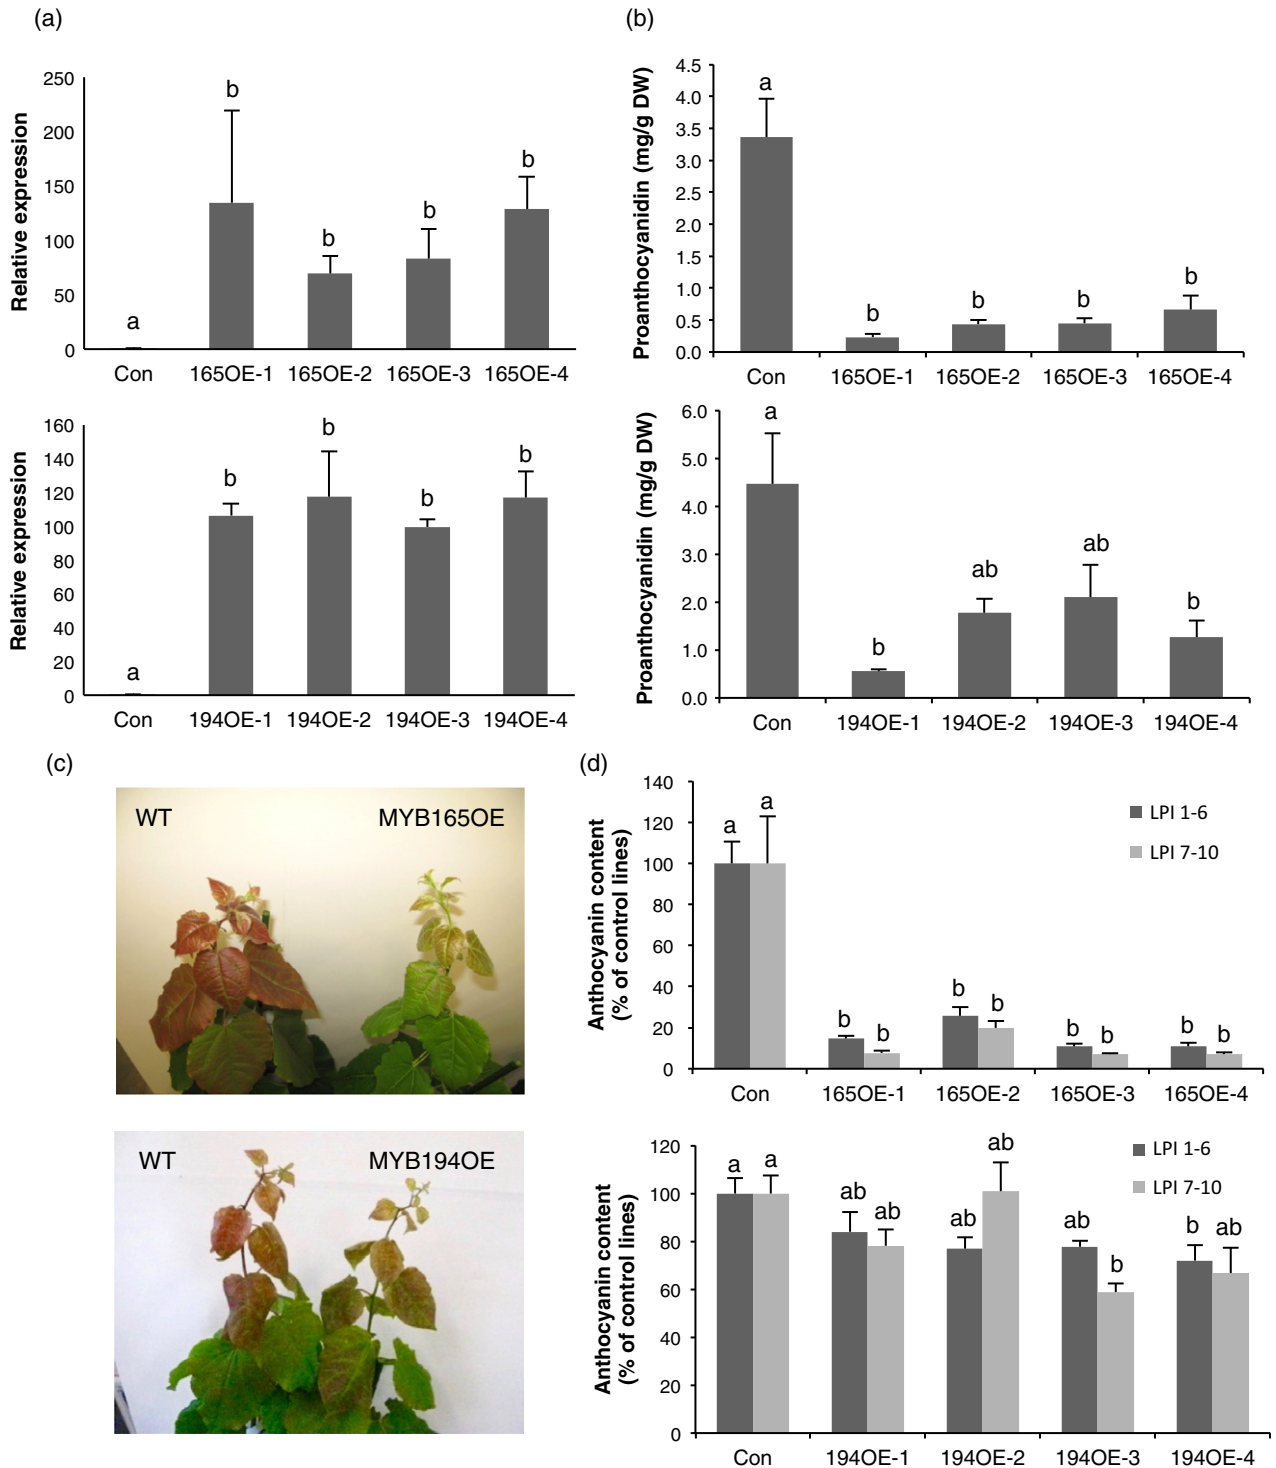 (a)
Relative expression
250
200
150
100
50
0
a
b
b
b
b
Con 165OE-1 165OE-2 165OE-3 165OE-4
Relative expression
160
140
120
100
80
60
40
20
0
a
b
b
b
b
Con 194OE-1 194OE-2 194OE-3 194OE-4
(b)
Proanthocyanidin (mg/g DW)
4.5
4.0
3.5
3.0
2.5
2.0
1.5
1.0
0.5
0.0
a
b
b
b
b
Con 165OE-1 165OE-2 165OE-3 165OE-4
Proanthocyanidin (mg/g DW)
6.0
5.0
4.0
3.0
2.0
1.0
0.0
a
b
ab
ab
b
Con 194OE-1 194OE-2 194OE-3 194OE-4
(c)
WT MYB165OE
WT MYB194OE
(d)
Anthocyanin content
(% of control lines)
140
120
100
80
60
40
20
0
a a
b b
b b
b b
b b
LPI 1-6
LPI 7-10
Con 165OE-1 165OE-2 165OE-3 165OE-4
Anthocyanin content
(% of control lines)
120
100
80
60
40
20
0
a a
ab ab
ab ab
ab b
b ab
LPI 1-6
LPI 7-10
Con 194OE-1 194OE-2 194OE-3 194OE-4